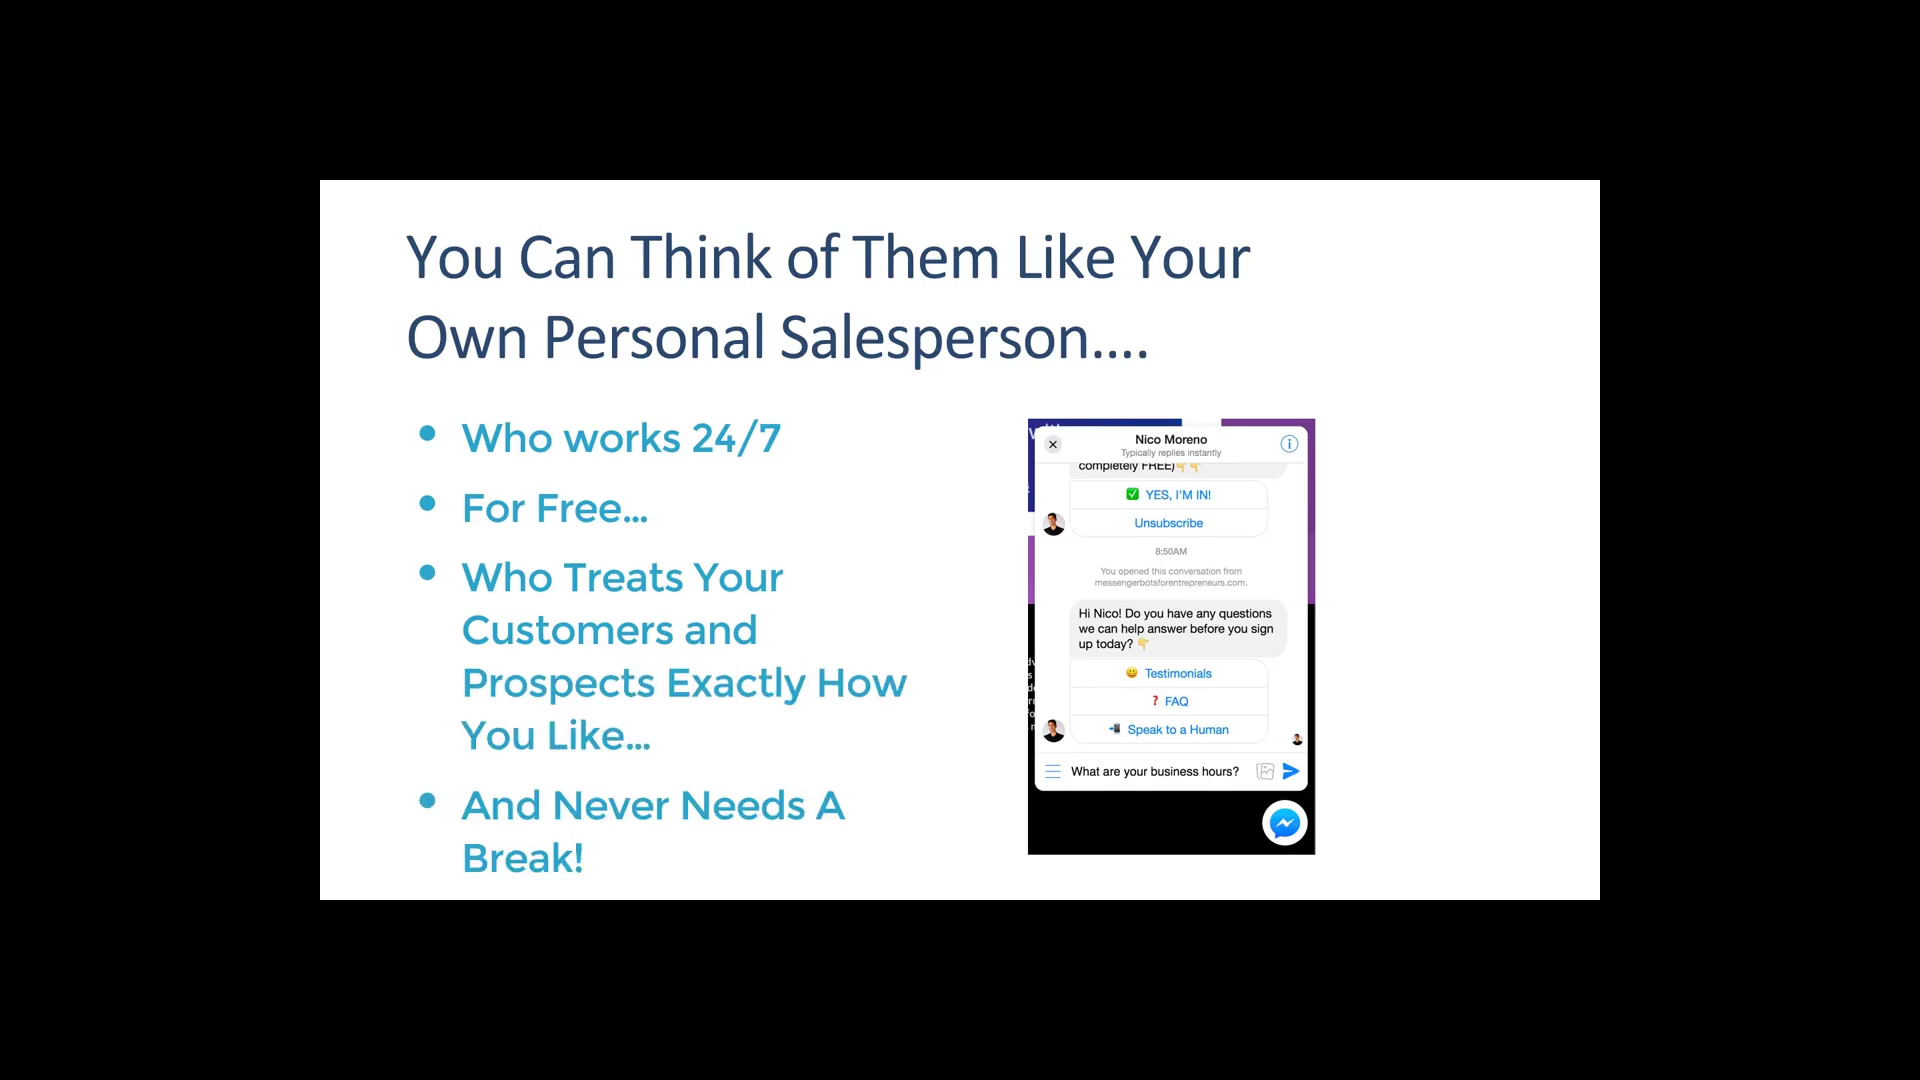 You Can Think of Them Like Your
Own Personal Salesperson....
• Who works 24/7
• For Free...
• Who Treats Your
Customers and
Prospects Exactly How
You Like...
• And Never Needs A
Break!
Nico Moreno
Typically replies instantly
completely FREE)👇👇
✅ YES, I'M IN!
Unsubscribe
8:50AM
You opened this conversation from
messengerbotsforentrepreneurs.com.
Hi Nico! Do you have any questions
we can help answer before you sign
up today? 👇
😀 Testimonials
❓ FAQ
📲 Speak to a Human
What are your business hours?